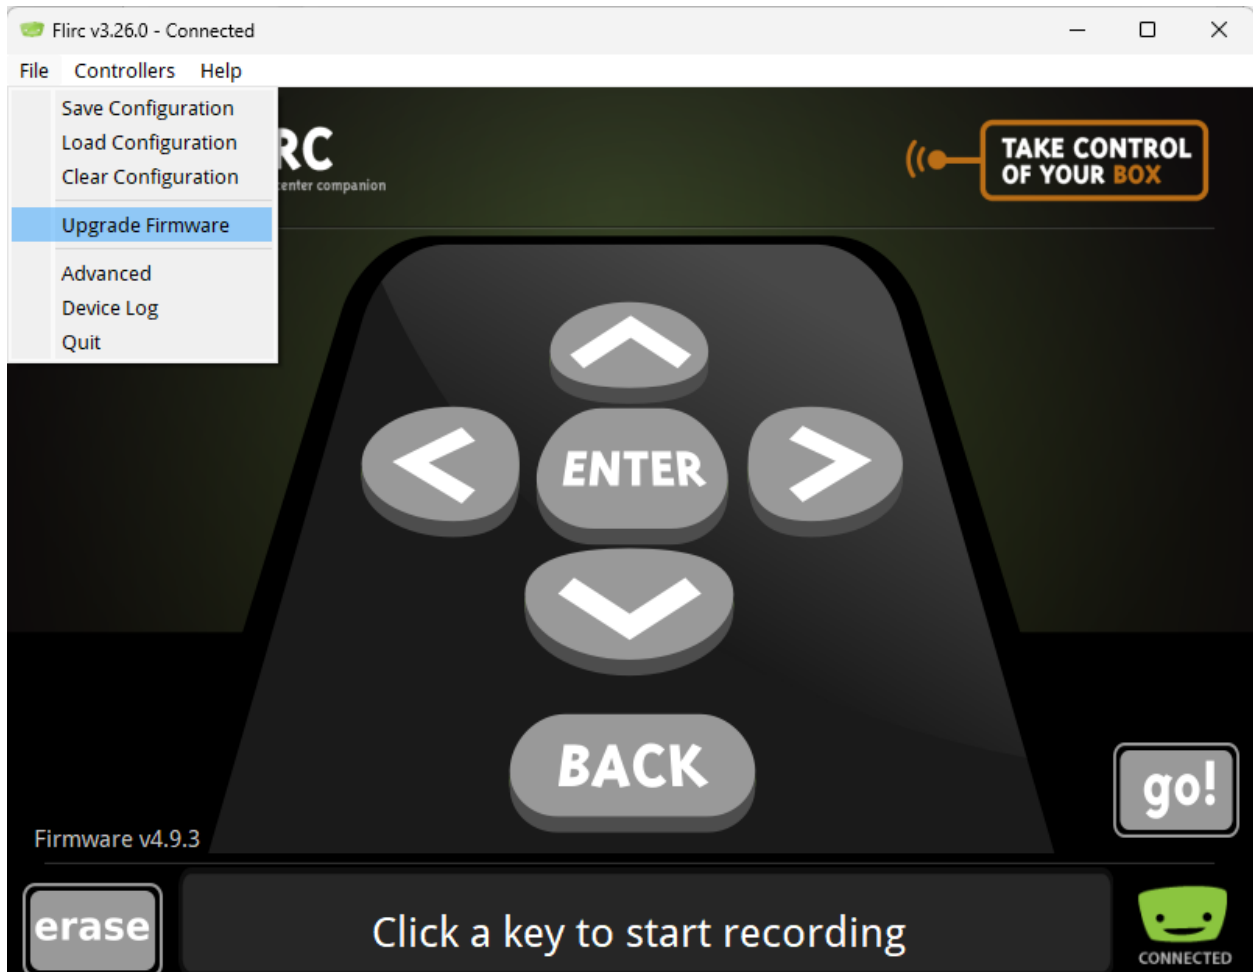 Flirc v3.26.0 - Connected
File Controllers Help
Save Configuration
Load Configuration
Clear Configuration
Upgrade Firmware
Advanced
Device Log
Quit
RC
center companion
TAKE CONTROL
OF YOUR BOX
ENTER
BACK
go!
Firmware v4.9.3
erase
Click a key to start recording
CONNECTED